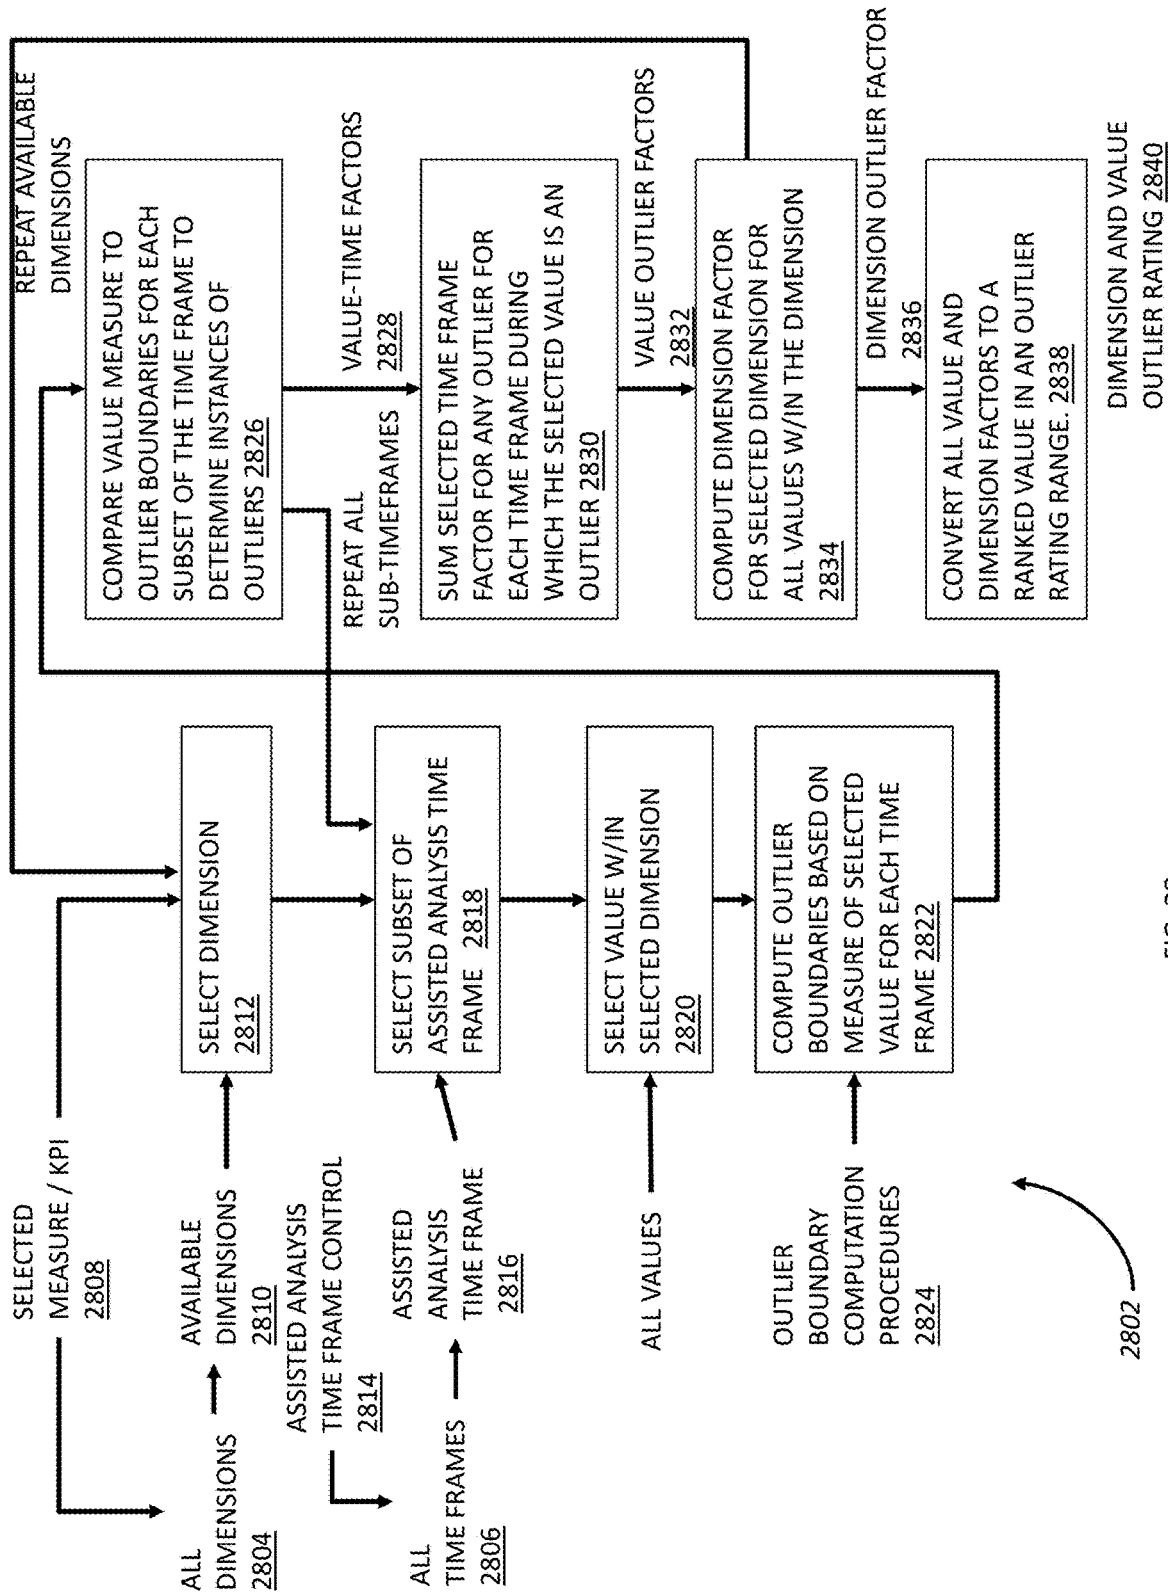 SELECTED
MEASURE / KPI
2808
ALL
DIMENSIONS
2804
AVAILABLE
DIMENSIONS
2810
SELECT DIMENSION
2812
ASSISTED ANALYSIS
TIME FRAME CONTROL
2814
ALL
TIME FRAMES
2806
ASSISTED
ANALYSIS
TIME FRAME
2816
SELECT SUBSET OF
ASSISTED ANALYSIS TIME
FRAME 2818
ALL VALUES
SELECT VALUE W/IN
SELECTED DIMENSION
2820
OUTLIER
BOUNDARY
COMPUTATION
PROCEDURES
2824
COMPUTE OUTLIER
BOUNDARIES BASED ON
MEASURE OF SELECTED
VALUE FOR EACH TIME
FRAME 2822
REPEAT AVAILABLE
DIMENSIONS
COMPARE VALUE MEASURE TO
OUTLIER BOUNDARIES FOR EACH
SUBSET OF THE TIME FRAME TO
DETERMINE INSTANCES OF
OUTLIERS 2826
REPEAT ALL
SUB-TIMEFRAMES
VALUE-TIME FACTORS
2828
SUM SELECTED TIME FRAME
FACTOR FOR ANY OUTLIER FOR
EACH TIME FRAME DURING
WHICH THE SELECTED VALUE IS AN
OUTLIER 2830
VALUE OUTLIER FACTORS
2832
COMPUTE DIMENSION FACTOR
FOR SELECTED DIMENSION FOR
ALL VALUES W/IN THE DIMENSION
2834
DIMENSION OUTLIER FACTOR
2836
CONVERT ALL VALUE AND
DIMENSION FACTORS TO A
RANKED VALUE IN AN OUTLIER
RATING RANGE. 2838
DIMENSION AND VALUE
OUTLIER RATING 2840
2802
FIG.